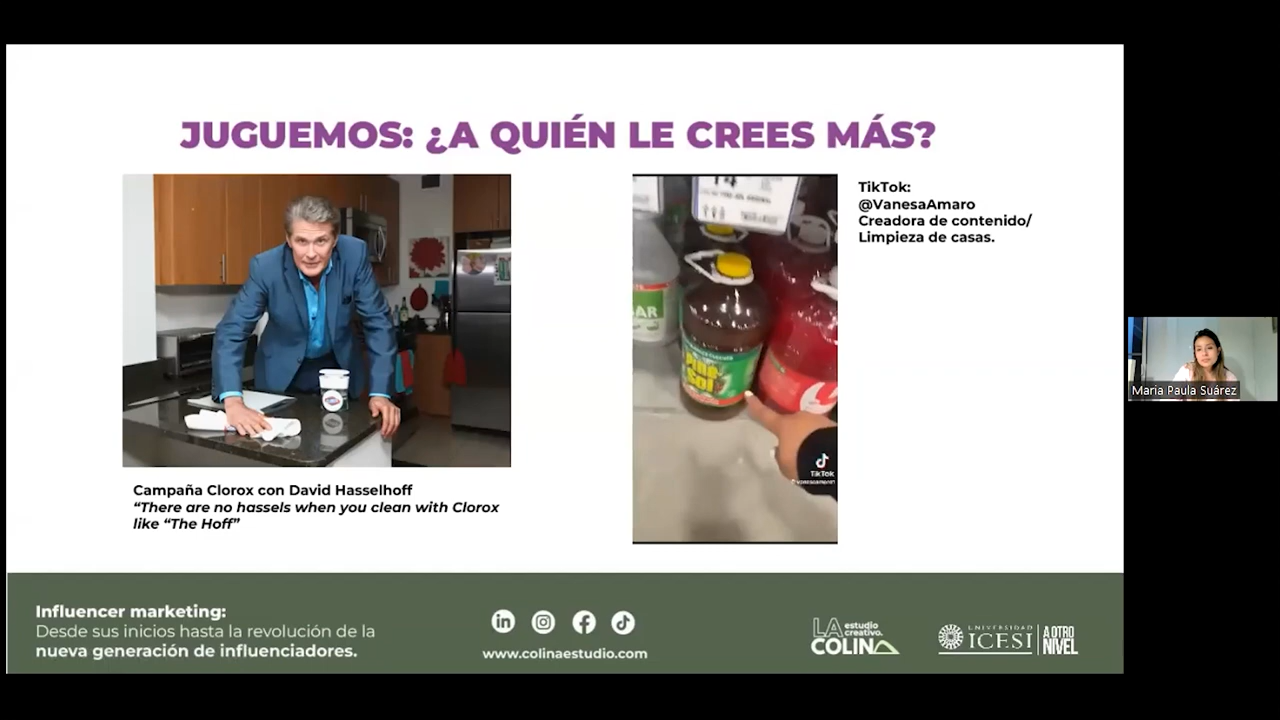 JUGUEMOS: ¿A QUIÉN LE CREES MÁS?
TikTok:
@VanesaAmaro
Creadora de contenido/
Limpieza de casas.
Pine
Sol
TikTok
Campaña Clorox con David Hasselhoff
“There are no hassels when you clean with Clorox
like “The Hoff”
Maria Paula Suárez
Influencer marketing:
Desde sus inicios hasta la revolución de la
nueva generación de influenciadores.
www.colinaestudio.com
LA estudio
creativo.
COLINA
UNIVERSIDAD
ICESI
A OTRO
NIVEL